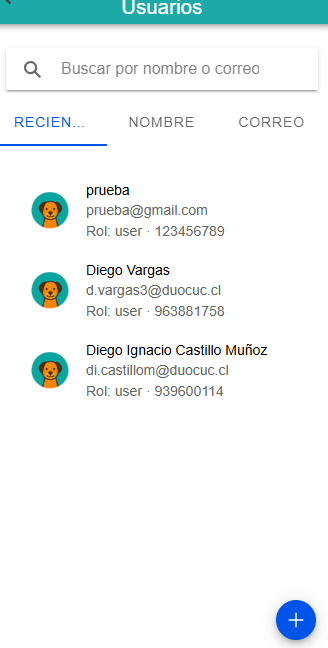 Usuarios
Buscar por nombre o correo
RECIEN...
NOMBRE
CORREO
prueba
prueba@gmail.com
Rol: user · 123456789
Diego Vargas
d.vargas3@duocuc.cl
Rol: user · 963881758
Diego Ignacio Castillo Muñoz
di.castillom@duocuc.cl
Rol: user · 939600114